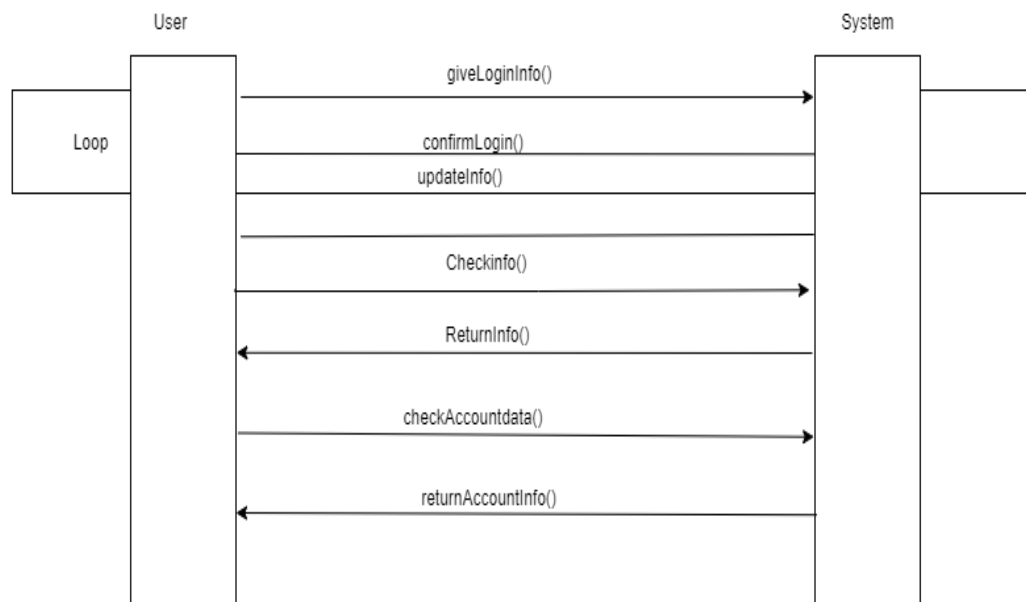 User
System
giveLoginInfo()
Loop
confirmLogin()
updateInfo()
Checkinfo()
ReturnInfo()
checkAccountdata()
returnAccountInfo()